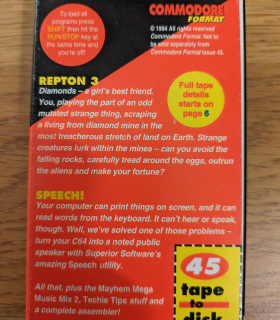 To load all
programs press
SHIFT then hit the
RUN/STOP key at
the same time and
you're off!
COMMODORE
FORMAT
© 1994 All rights reserved
Commodore Format. Not to
be sold separately from
Commodore Format issue 45.
REPTON 3
Diamonds – a girl's best friend.
You, playing the part of an odd
mutated strange thing, scraping
a living from diamond mine in the
most treacherous stretch of land on Earth. Strange
creatures lurk within the mines – can you avoid the
falling rocks, carefully tread around the eggs, outrun
the aliens and make your fortune?
Full tape
details
starts on
page 6
SPEECH!
Your computer can print things on screen, and it can
read words from the keyboard. It can't hear or speak,
though. Well, we've solved one of those problems –
turn your C64 into a noted public
speaker with Superior Software's
amazing Speech utility.
All that, plus the Mayhem Mega
Music Mix 2, Techie Tips stuff and
a complete assembler!
45
tape
to
disk